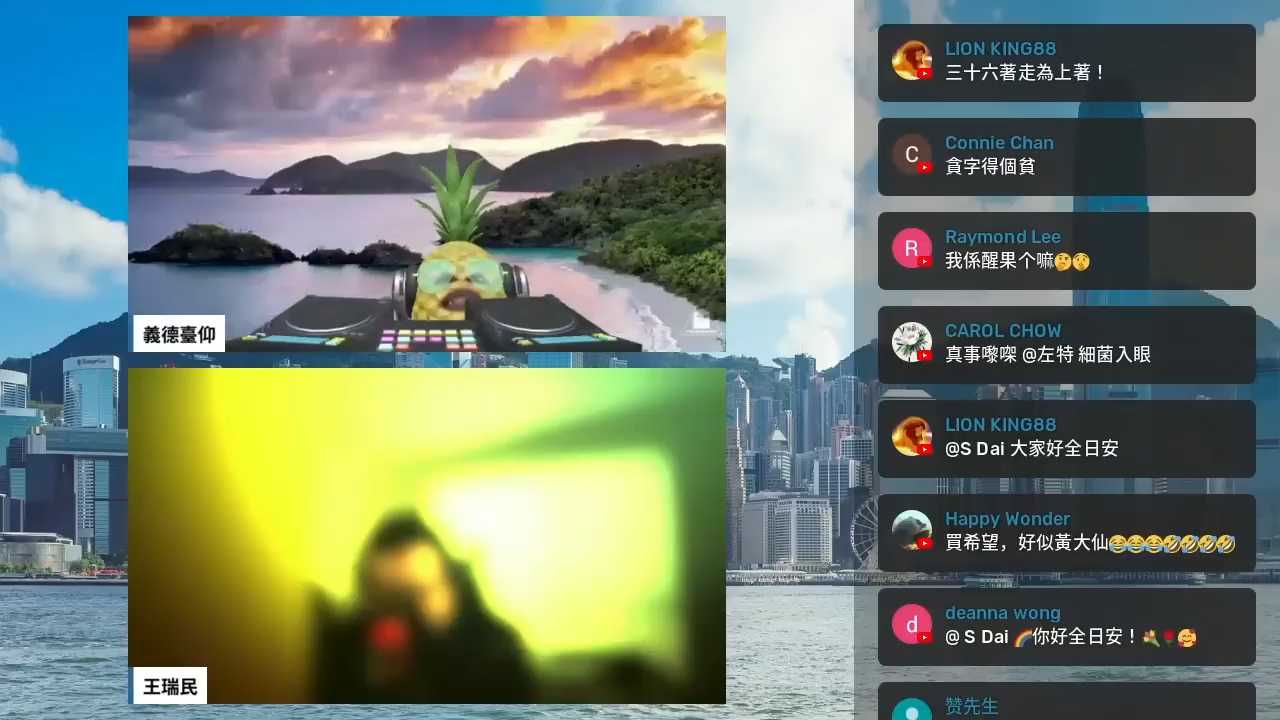 義德臺仰
王瑞民
LION KING88
三十六著走為上著！
Connie Chan
貪字得個貧
Raymond Lee
我係醒果个嘛🤔🤫
CAROL CHOW
真事嚟㗎 @左特 細菌入眼
LION KING88
@S Dai 大家好全日安
Happy Wonder
買希望，好似黃大仙😂😂😂🤣🤣🤣🤣
deanna wong
@ S Dai 🌈你好全日安！💐🌹🥰
赞先生